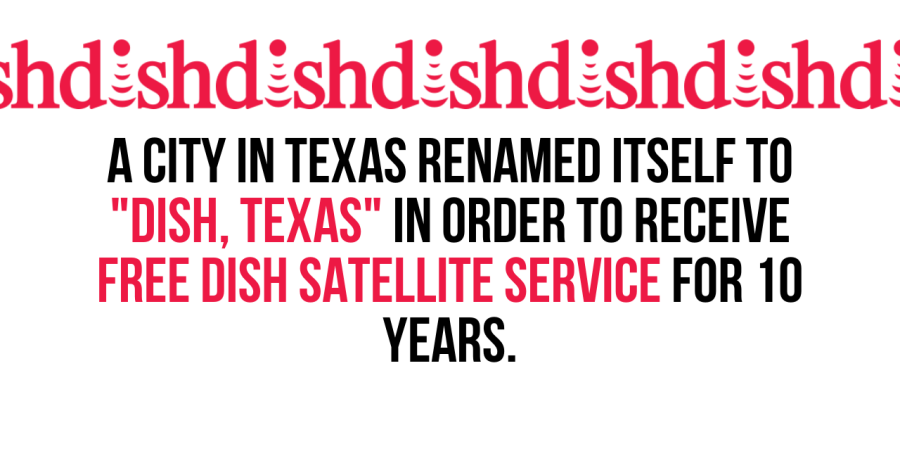 shdishdishdishdishdishdi
A CITY IN TEXAS RENAMED ITSELF TO
"DISH, TEXAS" IN ORDER TO RECEIVE
FREE DISH SATELLITE SERVICE FOR 10
YEARS.